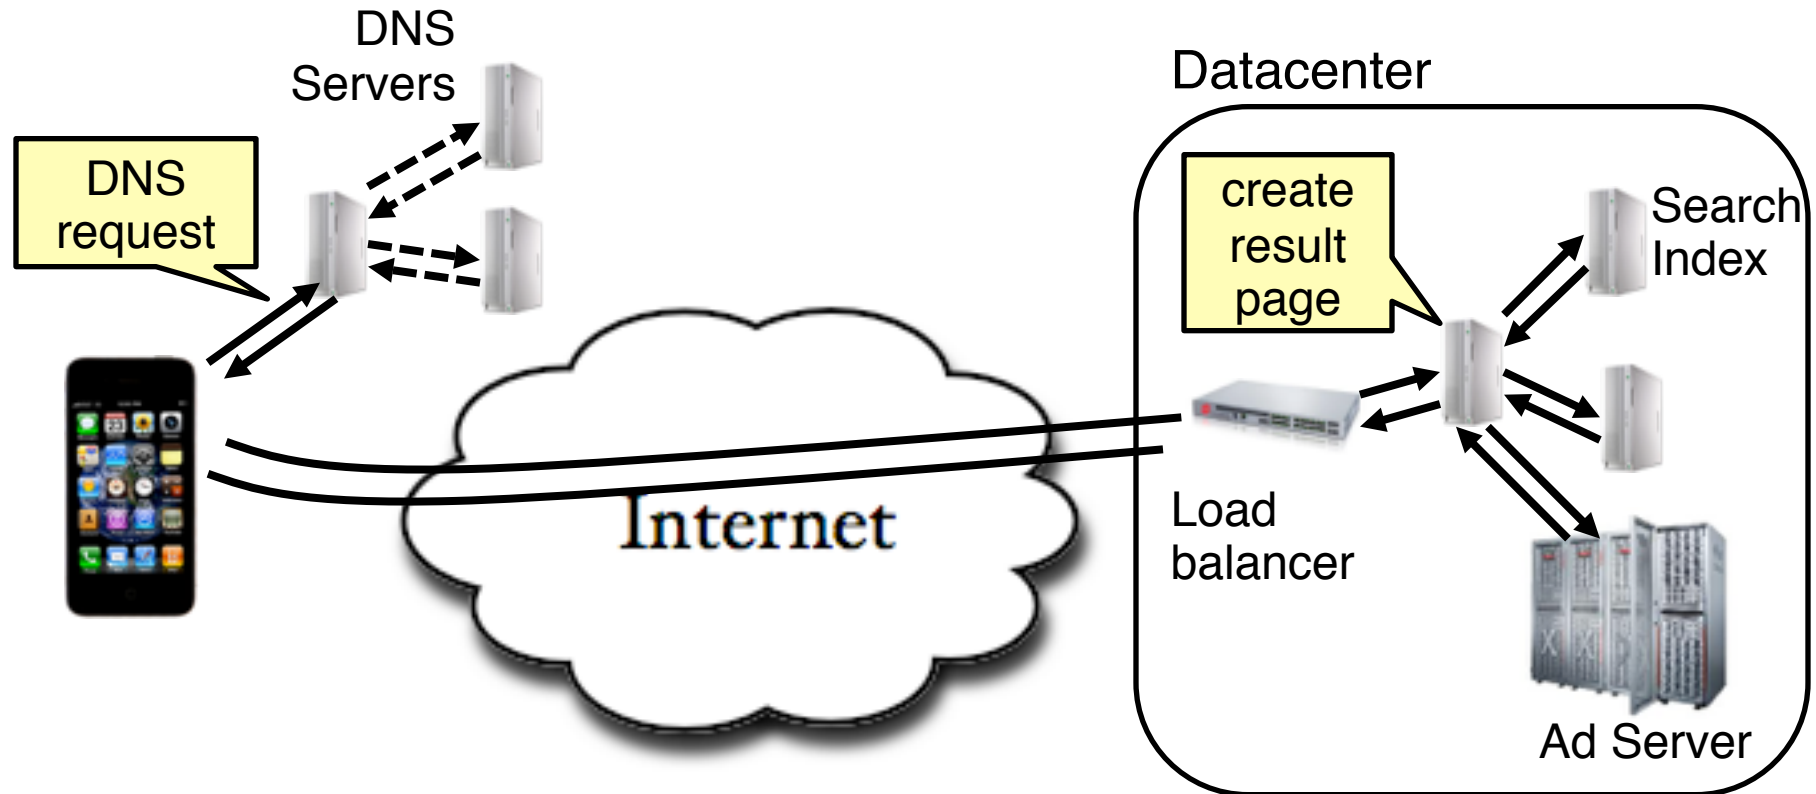 DNS
Servers
DNS
request
Internet
Datacenter
create
result
page
Search
Index
Load
balancer
Ad Server